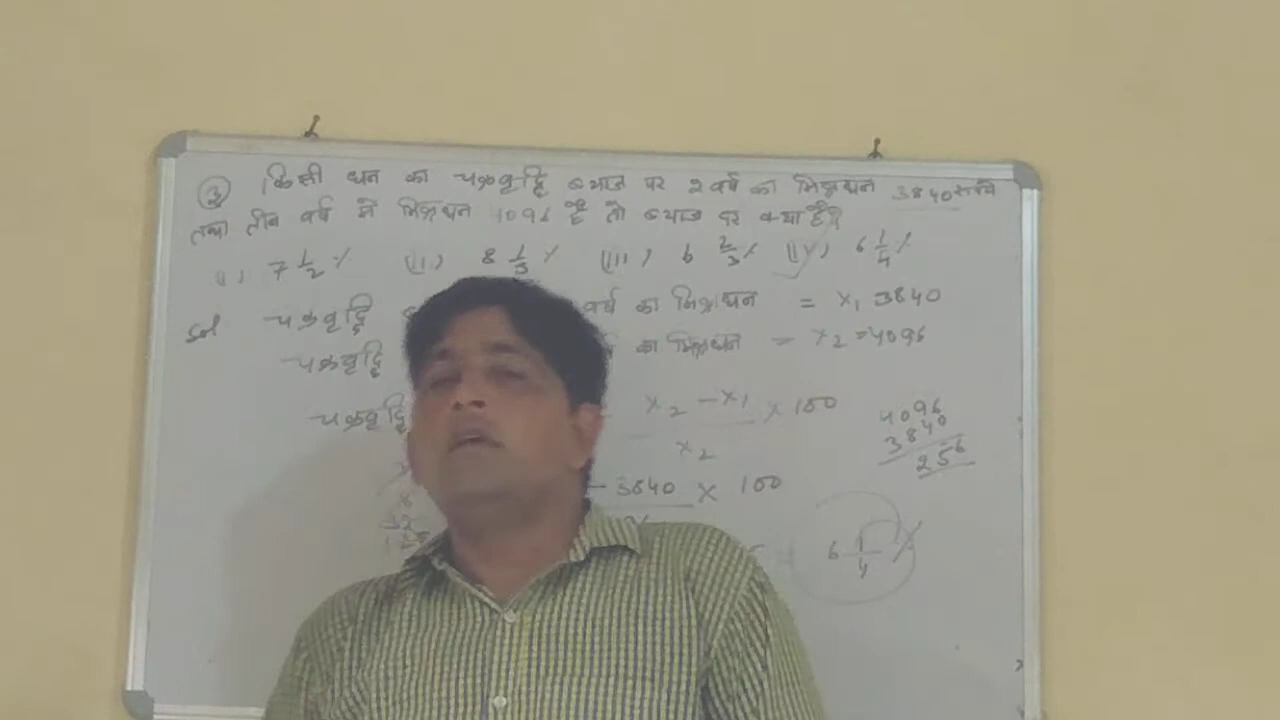 ③ किसी धन का चक्रवृद्धि ब्याज पर 2 वर्ष का मिश्रधन 3840 रूपये
तथा तीन वर्ष में मिश्रधन 4096 है तो ब्याज दर क्या है?
(i) 7 1/2 % (ii) 8 1/3 % (iii) 6 2/3 % (iv) 6 1/4 %
Sol चक्रवृद्धि वर्ष का मिश्रधन = x₁ 3840
चक्रवृद्धि का मिश्रधन = x₂ = 4096
चक्रवृद्धि x₂ - x₁ × 100
x₂
4096
3840
256
- 3840 × 100
6 1/4 %